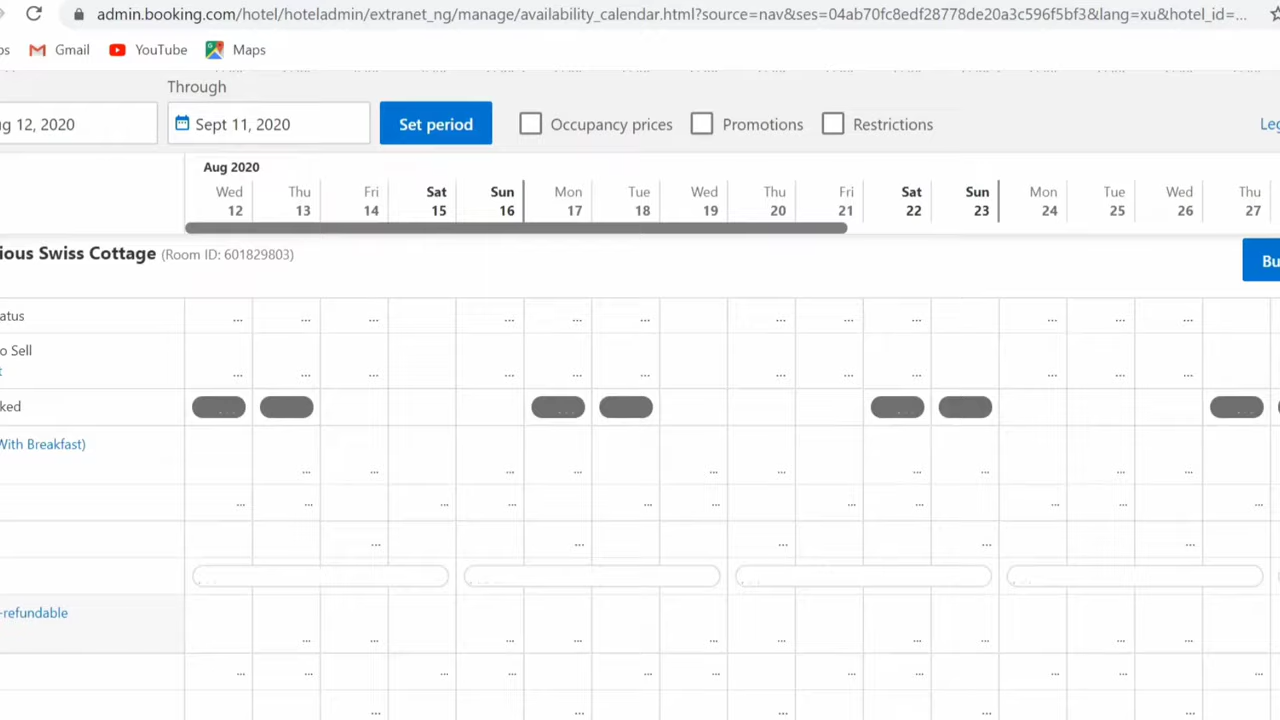 admin.booking.com/hotel/hoteladmin/extranet_ng/manage/availability_calendar.html?source=nav&ses=04ab70fc8edf28778de20a3c596f5bf3&lang=xu&hotel_id=...
ps Gmail YouTube Maps
Through
ug 12, 2020 Sept 11, 2020 Set period Occupancy prices Promotions Restrictions Leg
Aug 2020
Wed Thu Fri Sat Sun Mon Tue Wed Thu Fri Sat Sun Mon Tue Wed Thu
12 13 14 15 16 17 18 19 20 21 22 23 24 25 26 27
ious Swiss Cottage (Room ID: 601829803)
Bu
atus
o Sell
t
ked
With Breakfast)
-refundable